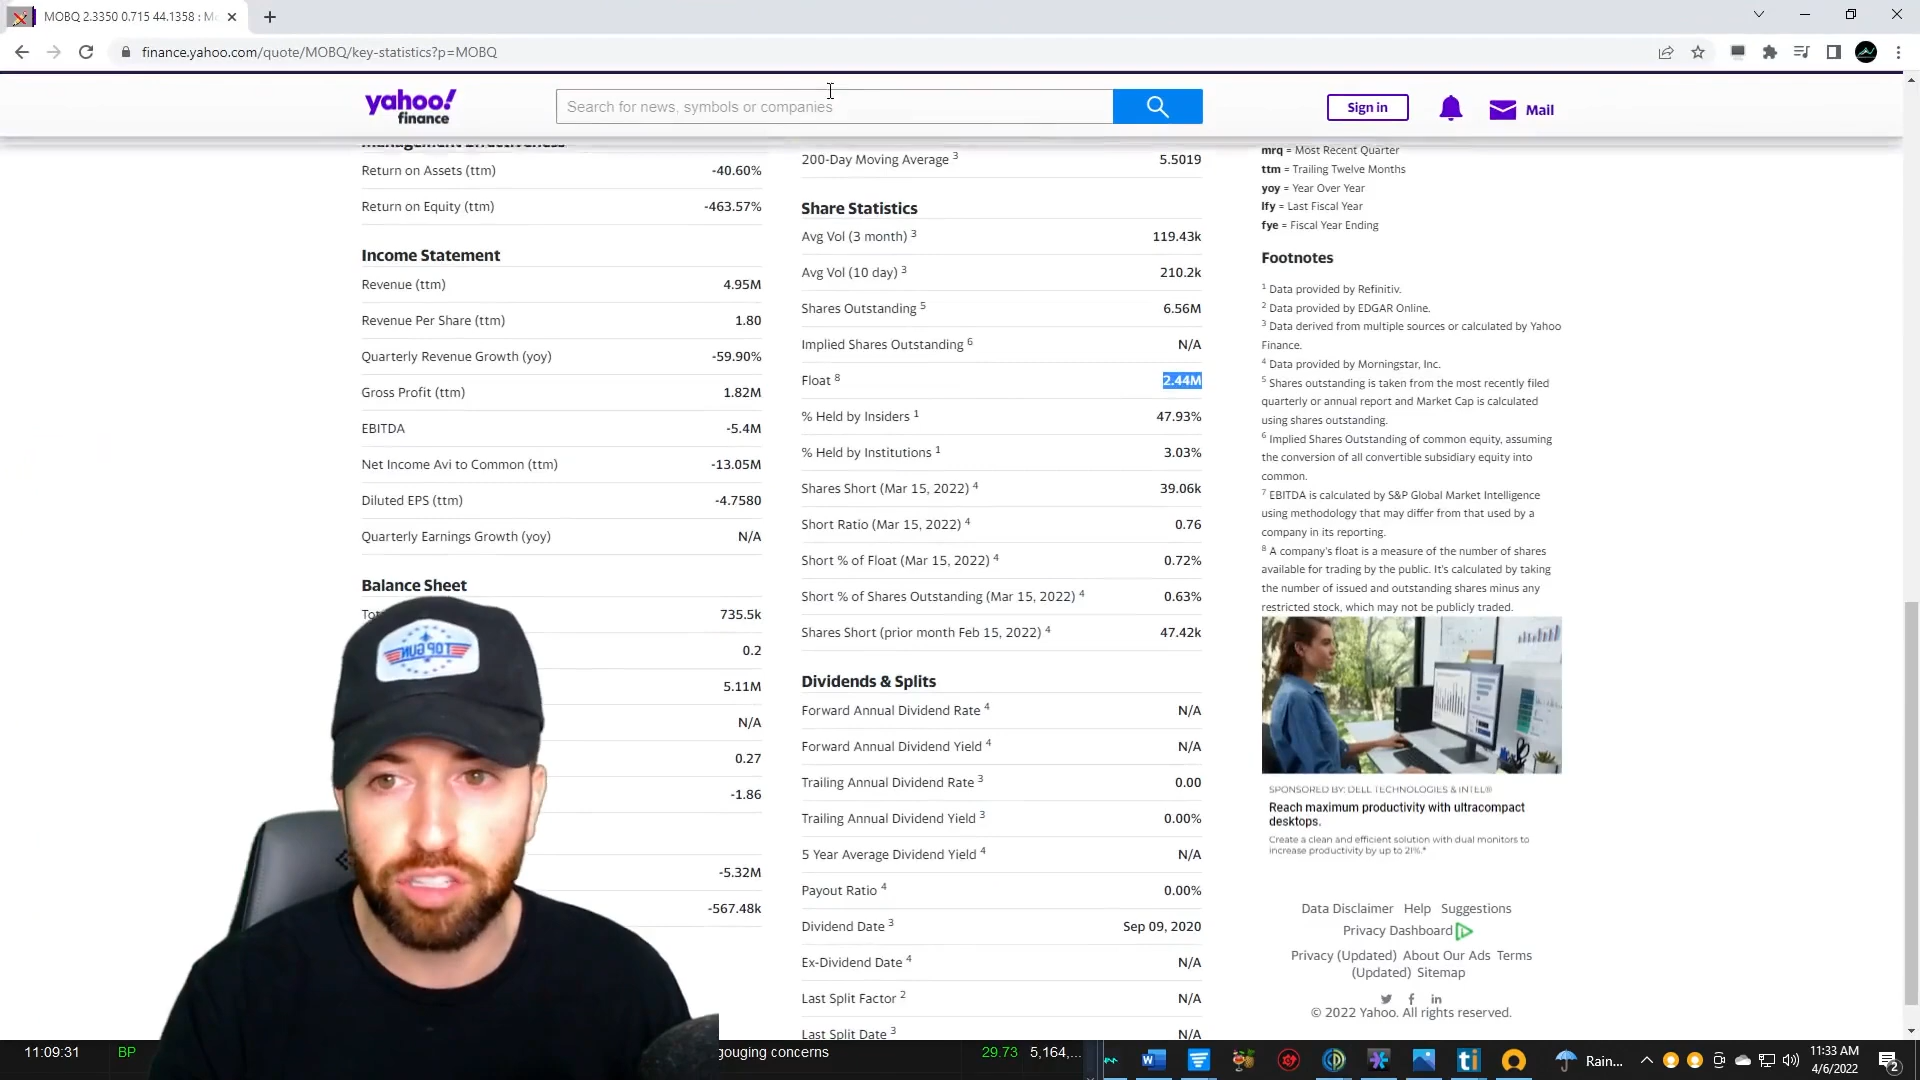 MOBQ 2.3350 0.715 44.1358 : M
finance.yahoo.com/quote/MOBQ/key-statistics?p=MOBQ
yahoo!
finance
Search for news, symbols or companies
Sign in
Mail
Management Effectiveness
Return on Assets (ttm) -40.60%
Return on Equity (ttm) -463.57%
Income Statement
Revenue (ttm) 4.95M
Revenue Per Share (ttm) 1.80
Quarterly Revenue Growth (yoy) -59.90%
Gross Profit (ttm) 1.82M
EBITDA -5.4M
Net Income Avi to Common (ttm) -13.05M
Diluted EPS (ttm) -4.7580
Quarterly Earnings Growth (yoy) N/A
Balance Sheet
735.5k
0.2
5.11M
N/A
0.27
-1.86
-5.32M
-567.48k
TOP GUN
200-Day Moving Average 3 5.5019
Share Statistics
Avg Vol (3 month) 3 119.43k
Avg Vol (10 day) 3 210.2k
Shares Outstanding 5 6.56M
Implied Shares Outstanding 6 N/A
Float 8 2.44M
% Held by Insiders 1 47.93%
% Held by Institutions 1 3.03%
Shares Short (Mar 15, 2022) 4 39.06k
Short Ratio (Mar 15, 2022) 4 0.76
Short % of Float (Mar 15, 2022) 4 0.72%
Short % of Shares Outstanding (Mar 15, 2022) 4 0.63%
Shares Short (prior month Feb 15, 2022) 4 47.42k
Dividends & Splits
Forward Annual Dividend Rate 4 N/A
Forward Annual Dividend Yield 4 N/A
Trailing Annual Dividend Rate 3 0.00
Trailing Annual Dividend Yield 3 0.00%
5 Year Average Dividend Yield 4 N/A
Payout Ratio 4 0.00%
Dividend Date 3 Sep 09, 2020
Ex-Dividend Date 4 N/A
Last Split Factor 2 N/A
Last Split Date 3 N/A
mrq = Most Recent Quarter
ttm = Trailing Twelve Months
yoy = Year Over Year
lfy = Last Fiscal Year
fye = Fiscal Year Ending
Footnotes
1 Data provided by Refinitiv.
2 Data provided by EDGAR Online.
3 Data derived from multiple sources or calculated by Yahoo
Finance.
4 Data provided by Morningstar, Inc.
5 Shares outstanding is taken from the most recently filed
quarterly or annual report and Market Cap is calculated
using shares outstanding.
6 Implied Shares Outstanding of common equity, assuming
the conversion of all convertible subsidiary equity into
common.
7 EBITDA is calculated by S&P Global Market Intelligence
using methodology that may differ from that used by a
company in its reporting.
8 A company's float is a measure of the number of shares
available for trading by the public. It's calculated by taking
the number of issued and outstanding shares minus any
restricted stock, which may not be publicly traded.
SPONSORED BY: DELL TECHNOLOGIES & INTEL®
Reach maximum productivity with ultracompact
desktops.
Create a clean and efficient solution with dual monitors to
increase productivity by up to 21%.*
Data Disclaimer Help Suggestions
Privacy Dashboard
Privacy (Updated) About Our Ads Terms
(Updated) Sitemap
© 2022 Yahoo. All rights reserved.
11:09:31 BP gouging concerns 29.73 5,164,...
Rain...
11:33 AM
4/6/2022
2